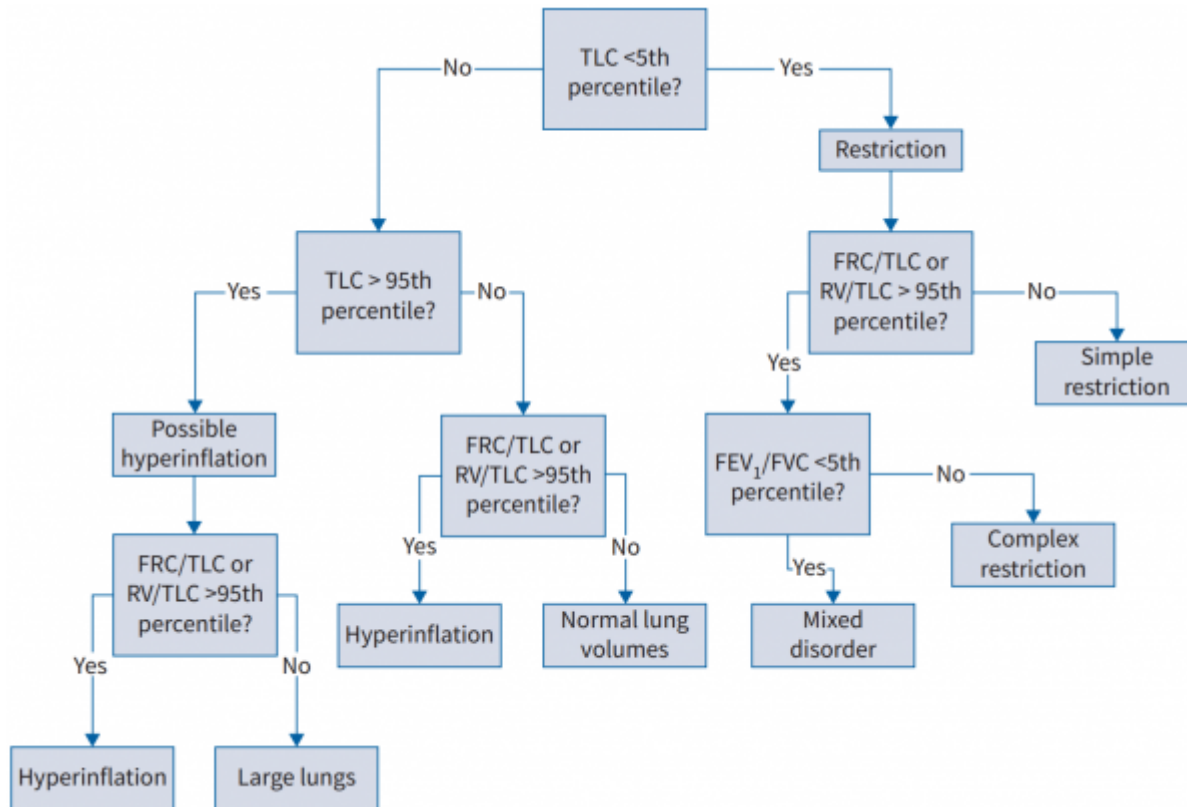 TLC <5th
percentile?
No
Yes
Restriction
TLC > 95th
percentile?
Yes
No
FRC/TLC or
RV/TLC > 95th
percentile?
No
Yes
Simple
restriction
Possible
hyperinflation
FRC/TLC or
RV/TLC >95th
percentile?
FEV₁/FVC <5th
percentile?
No
Yes
No
Yes
Complex
restriction
FRC/TLC or
RV/TLC >95th
percentile?
Hyperinflation
Normal lung
volumes
Mixed
disorder
Yes
No
Hyperinflation
Large lungs